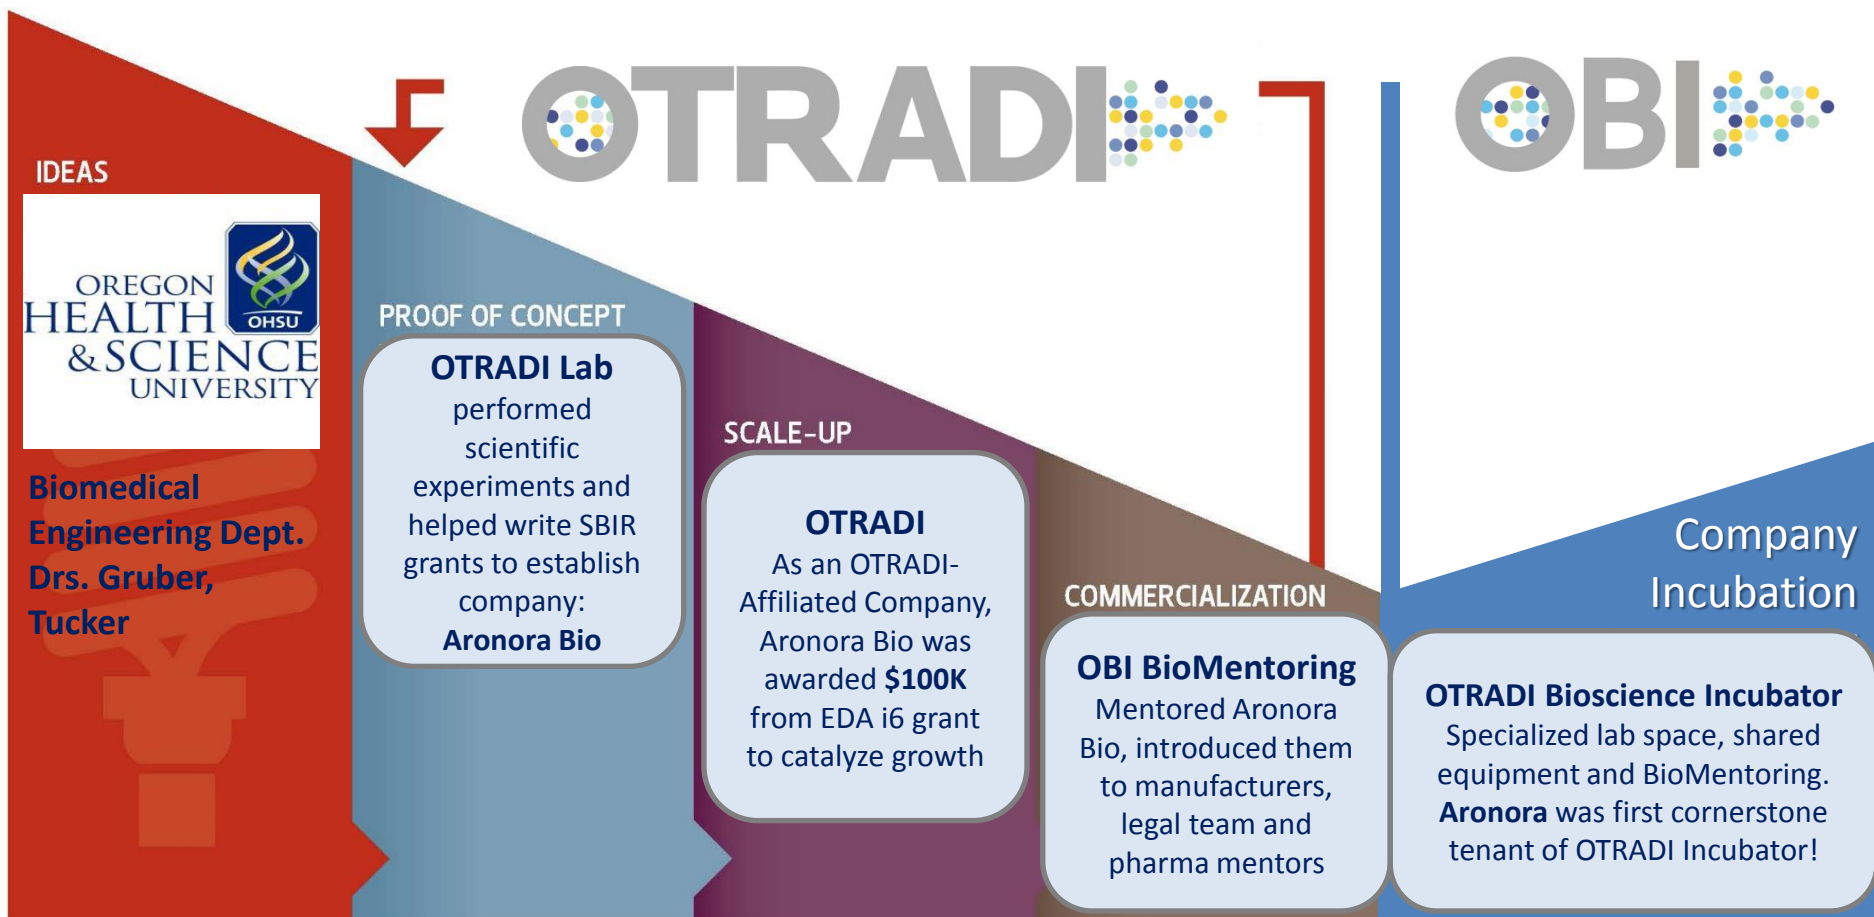 OTRADI
OBI
IDEAS
OREGON
HEALTH
& SCIENCE
UNIVERSITY
OHSU
Biomedical
Engineering Dept.
Drs. Gruber,
Tucker
PROOF OF CONCEPT
OTRADI Lab
performed
scientific
experiments and
helped write SBIR
grants to establish
company:
Aronora Bio
SCALE-UP
OTRADI
As an OTRADI-
Affiliated Company,
Aronora Bio was
awarded $100K
from EDA i6 grant
to catalyze growth
COMMERCIALIZATION
OBI BioMentoring
Mentored Aronora
Bio, introduced them
to manufacturers,
legal team and
pharma mentors
Company
Incubation
OTRADI Bioscience Incubator
Specialized lab space, shared
equipment and BioMentoring.
Aronora was first cornerstone
tenant of OTRADI Incubator!